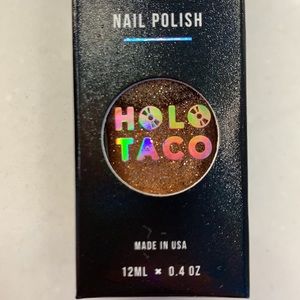 NAIL POLISH
HOLO
TACO
MADE IN USA
12ML × 0.4 OZ